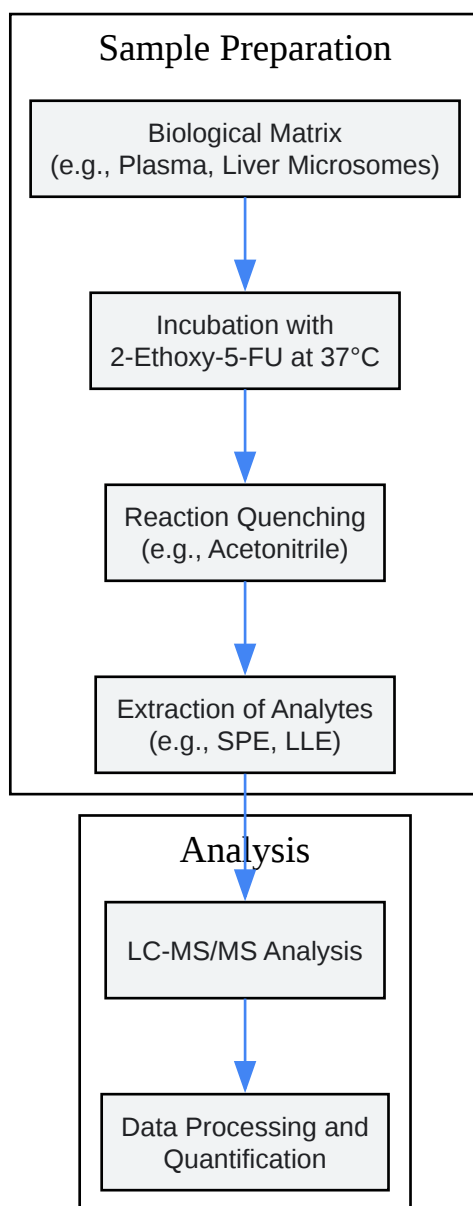 Sample Preparation
Biological Matrix
(e.g., Plasma, Liver Microsomes)
Incubation with
2-Ethoxy-5-FU at 37°C
Reaction Quenching
(e.g., Acetonitrile)
Extraction of Analytes
(e.g., SPE, LLE)
Analysis
LC-MS/MS Analysis
Data Processing and
Quantification